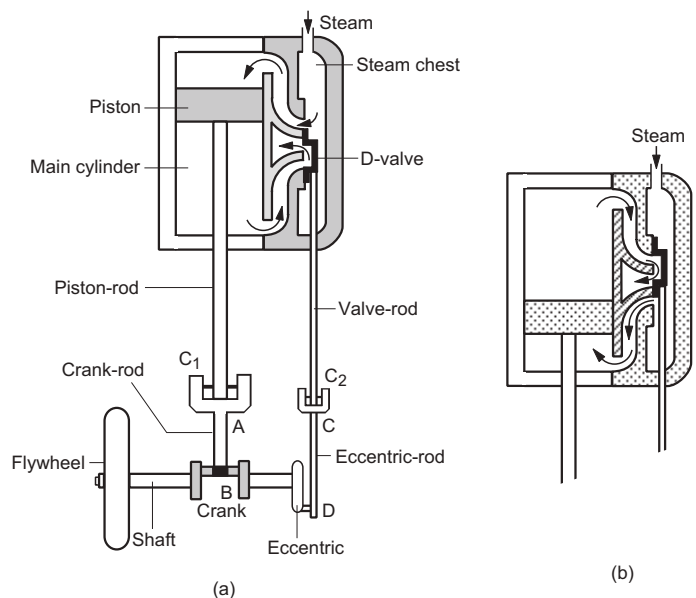 Steam
Steam chest
Piston
D-valve
Main cylinder
Piston-rod
Valve-rod
C1
C2
Crank-rod
A
C
Flywheel
Eccentric-rod
B
Crank
D
Shaft
Eccentric
(a)
Steam
(b)